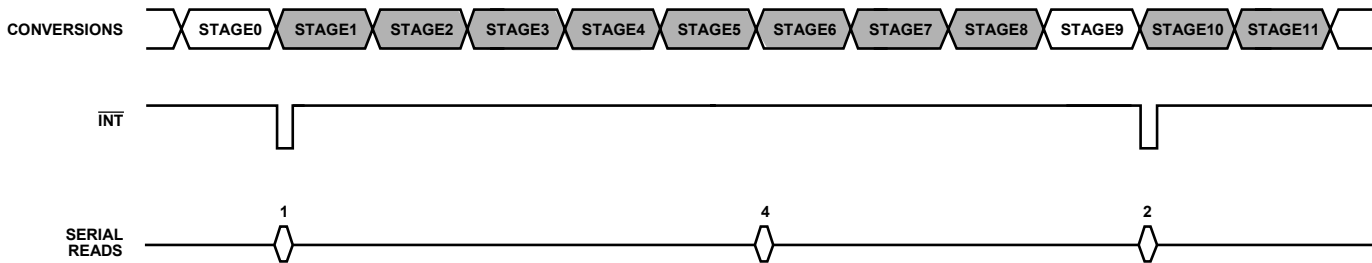 CONVERSIONS STAGE0 STAGE1 STAGE2 STAGE3 STAGE4 STAGE5 STAGE6 STAGE7 STAGE8 STAGE9 STAGE10 STAGE11
INT
1 4 2
SERIAL
READS